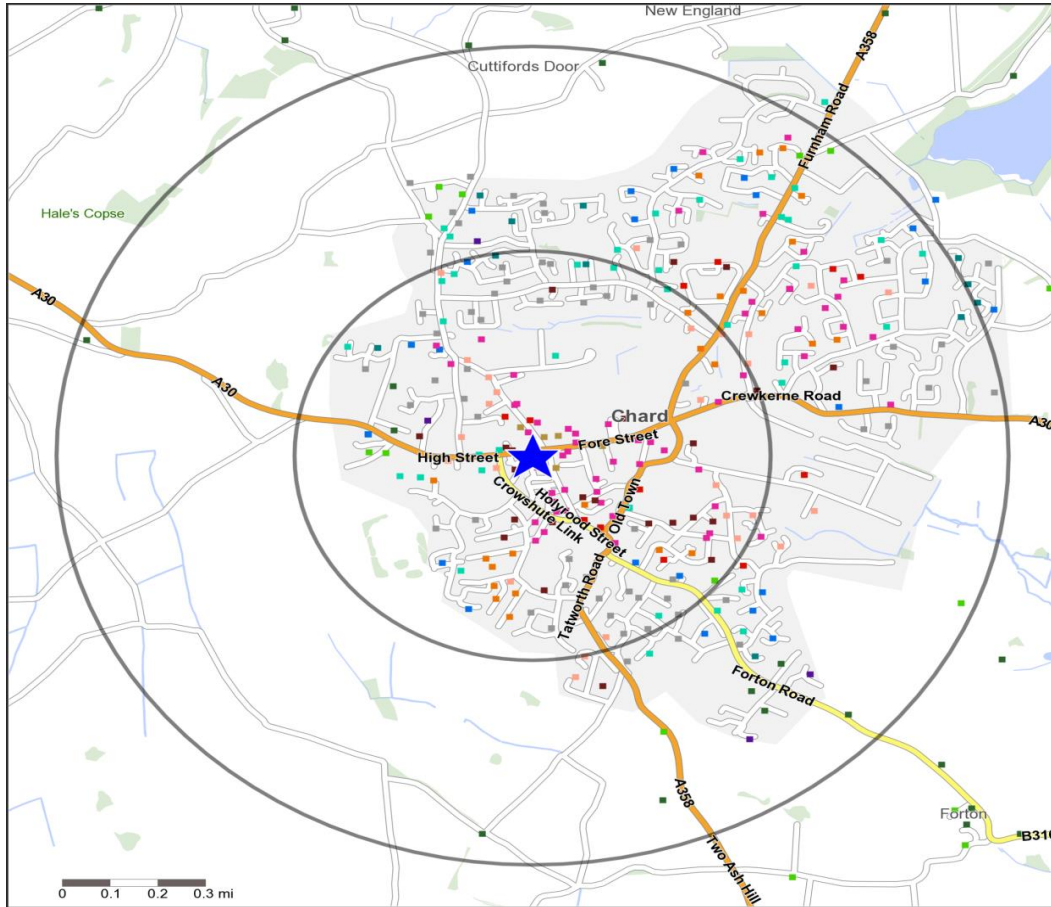 New England
A358
Cuttifords Door
Furnham Road
Hale's Copse
A30
A30
Crewkerne Road
Chard
A30
Fore Street
High Street
Holyrood Street
Old Town
Crowshute Link
Tatworth Road
Forton Road
A358
Forton
B316
Two Ash Hill
0 0.1 0.2 0.3 mi